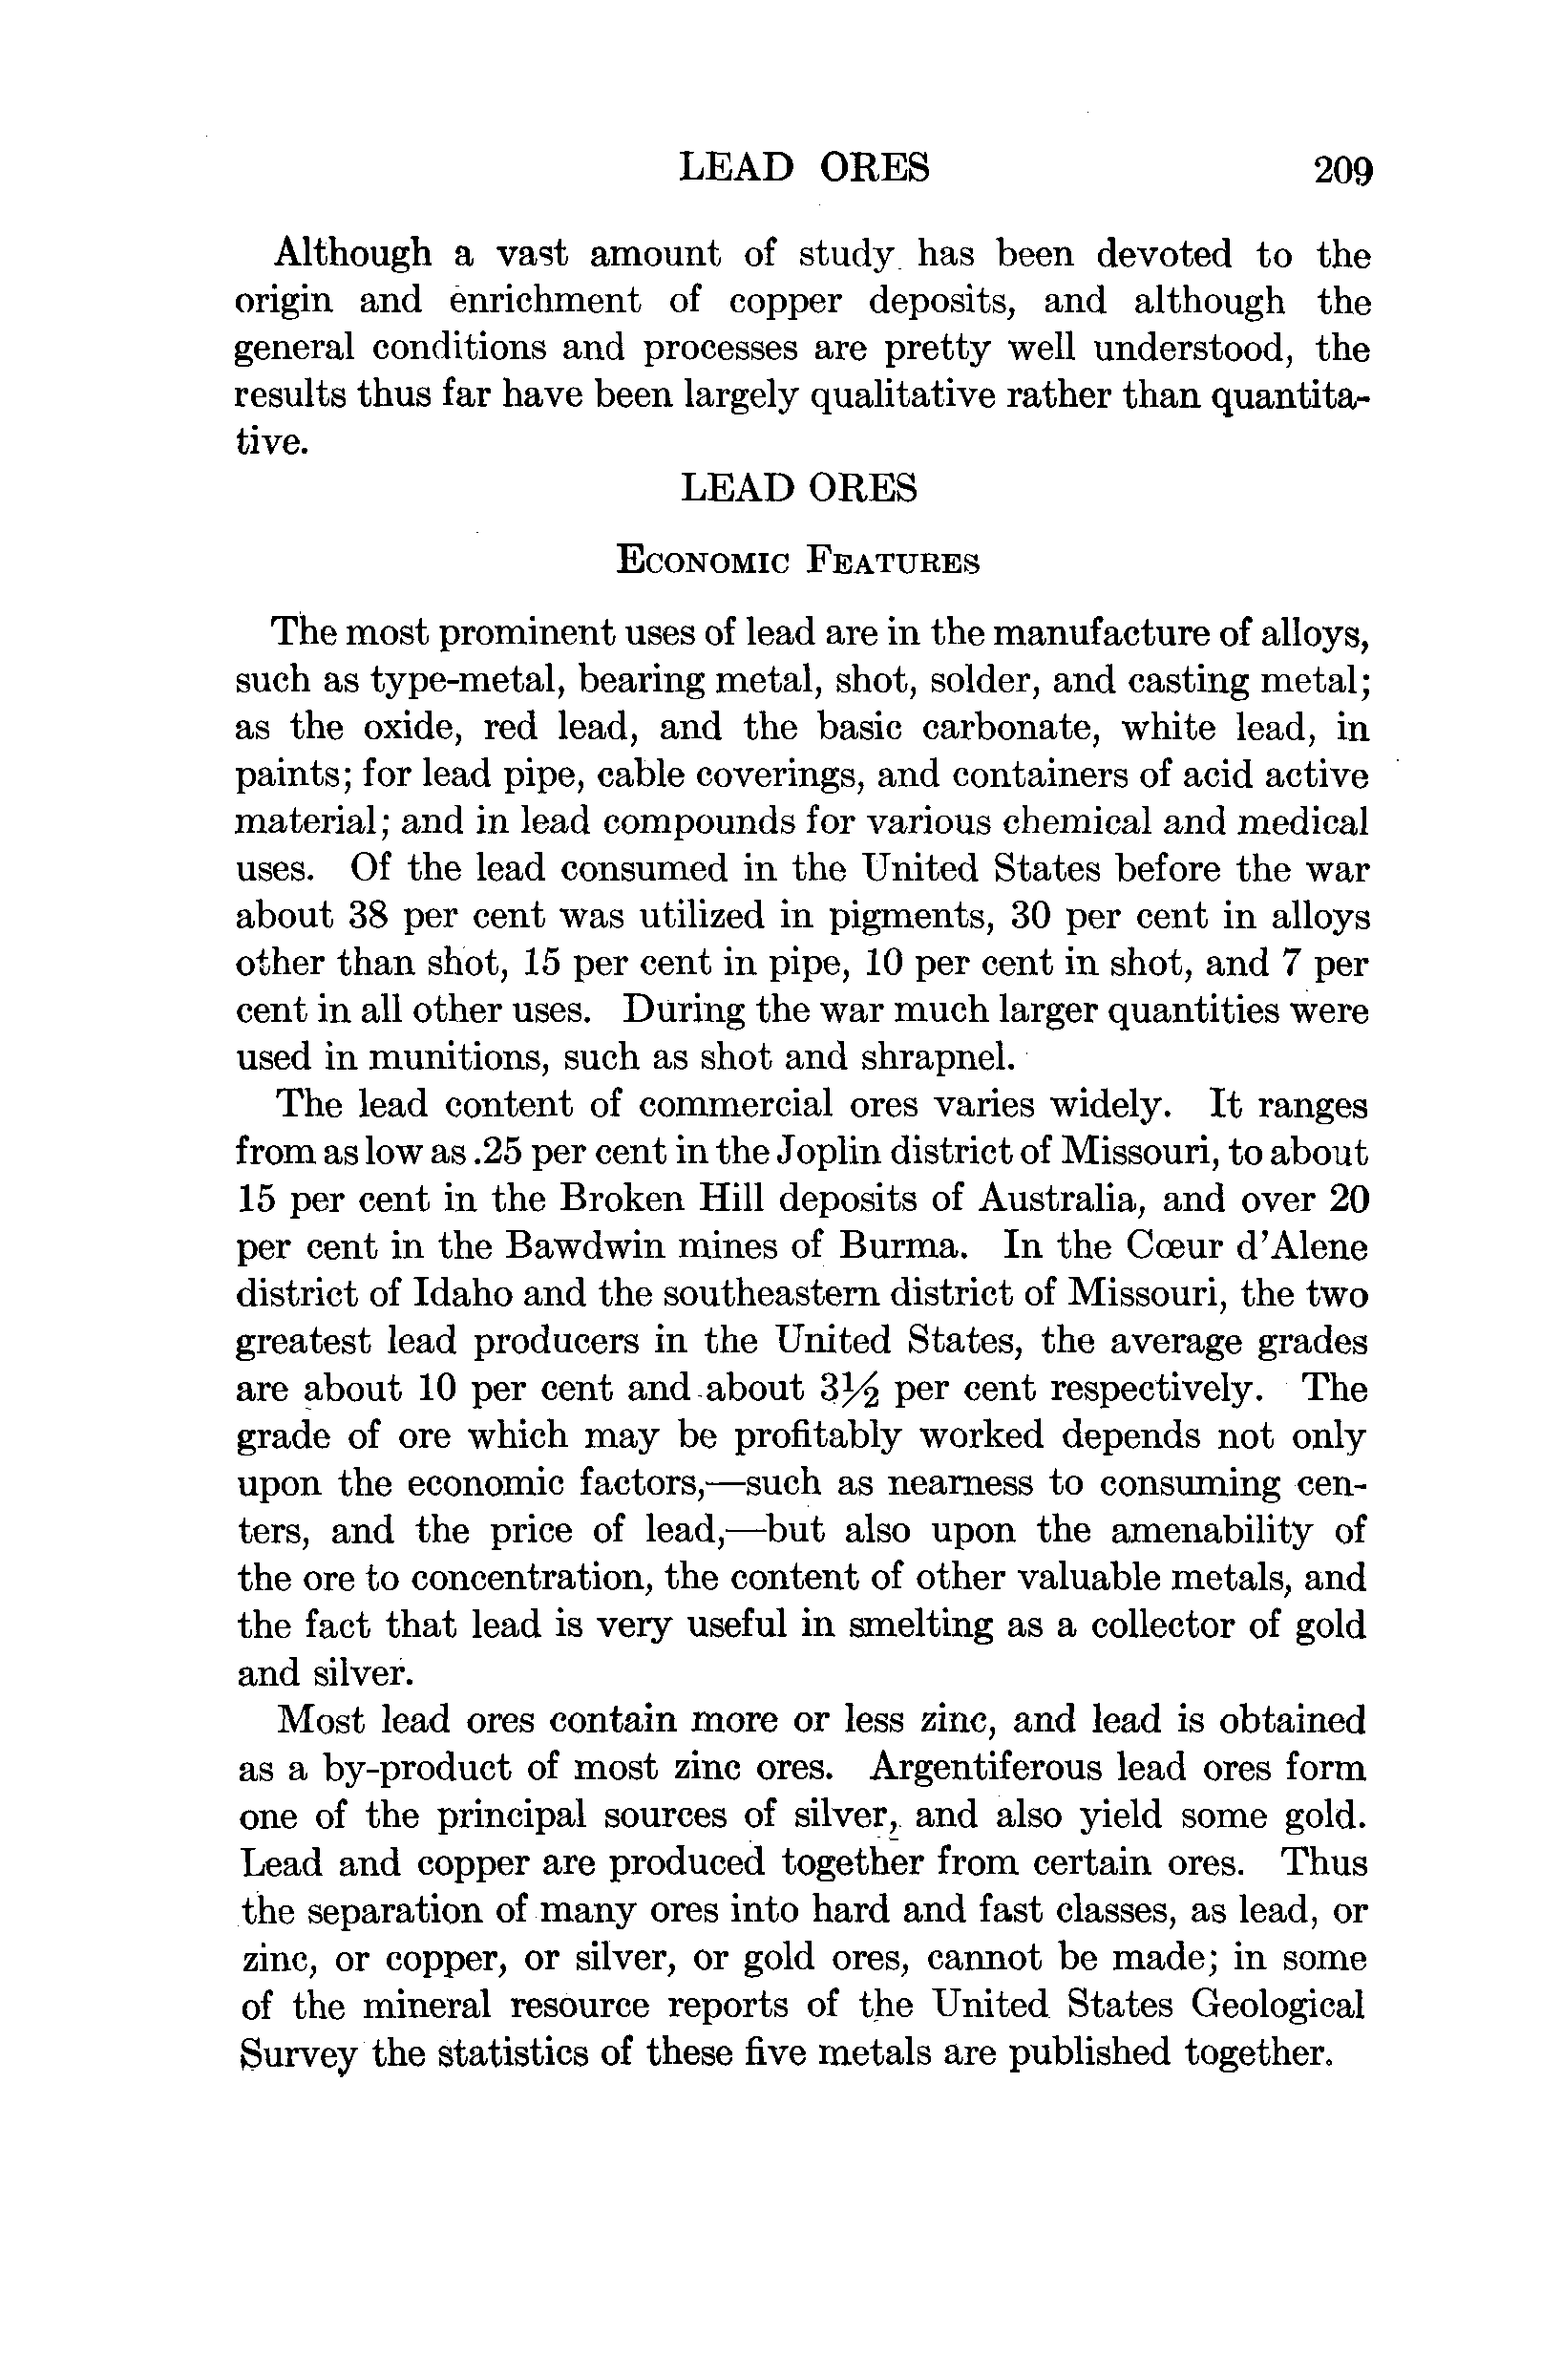 LEAD ORES 209
Although a vast amount of study has been devoted to the
origin and enrichment of copper deposits, and although the
general conditions and processes are pretty well understood, the
results thus far have been largely qualitative rather than quantita-
tive.
LEAD ORES
ECONOMIC FEATURES
The most prominent uses of lead are in the manufacture of alloys,
such as type-metal, bearing metal, shot, solder, and casting metal;
as the oxide, red lead, and the basic carbonate, white lead, in
paints; for lead pipe, cable coverings, and containers of acid active
material; and in lead compounds for various chemical and medical
uses. Of the lead consumed in the United States before the war
about 38 per cent was utilized in pigments, 30 per cent in alloys
other than shot, 15 per cent in pipe, 10 per cent in shot, and 7 per
cent in all other uses. During the war much larger quantities were
used in munitions, such as shot and shrapnel.
The lead content of commercial ores varies widely. It ranges
from as low as .25 per cent in the Joplin district of Missouri, to about
15 per cent in the Broken Hill deposits of Australia, and over 20
per cent in the Bawdwin mines of Burma. In the Cœur d'Alene
district of Idaho and the southeastern district of Missouri, the two
greatest lead producers in the United States, the average grades
are about 10 per cent and about 3½ per cent respectively. The
grade of ore which may be profitably worked depends not only
upon the economic factors,—such as nearness to consuming cen-
ters, and the price of lead,—but also upon the amenability of
the ore to concentration, the content of other valuable metals, and
the fact that lead is very useful in smelting as a collector of gold
and silver.
Most lead ores contain more or less zinc, and lead is obtained
as a by-product of most zinc ores. Argentiferous lead ores form
one of the principal sources of silver, and also yield some gold.
Lead and copper are produced together from certain ores. Thus
the separation of many ores into hard and fast classes, as lead, or
zinc, or copper, or silver, or gold ores, cannot be made; in some
of the mineral resource reports of the United States Geological
Survey the statistics of these five metals are published together.